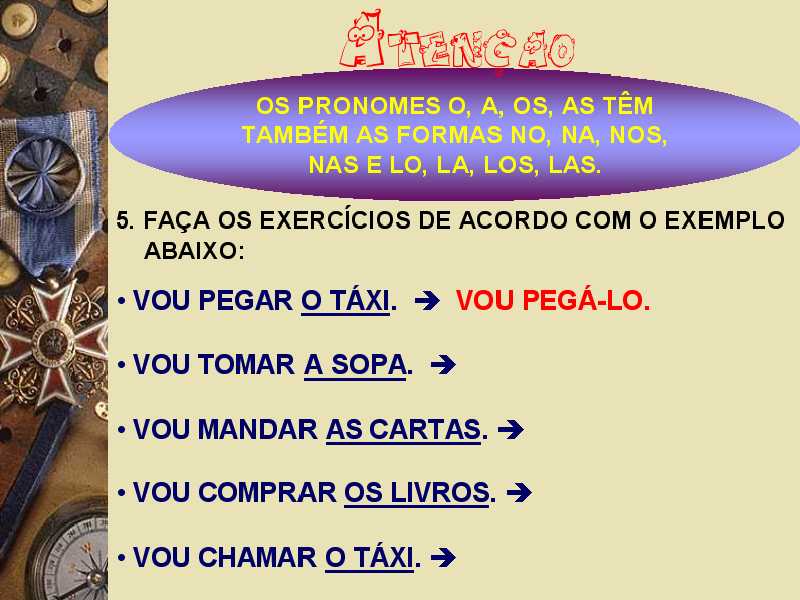 Atenção
OS PRONOMES O, A, OS, AS TÊM
TAMBÉM AS FORMAS NO, NA, NOS,
NAS E LO, LA, LOS, LAS.
5. FAÇA OS EXERCÍCIOS DE ACORDO COM O EXEMPLO
ABAIXO:
• VOU PEGAR O TÁXI. ➔ VOU PEGÁ-LO.
• VOU TOMAR A SOPA. ➔
• VOU MANDAR AS CARTAS. ➔
• VOU COMPRAR OS LIVROS. ➔
• VOU CHAMAR O TÁXI. ➔